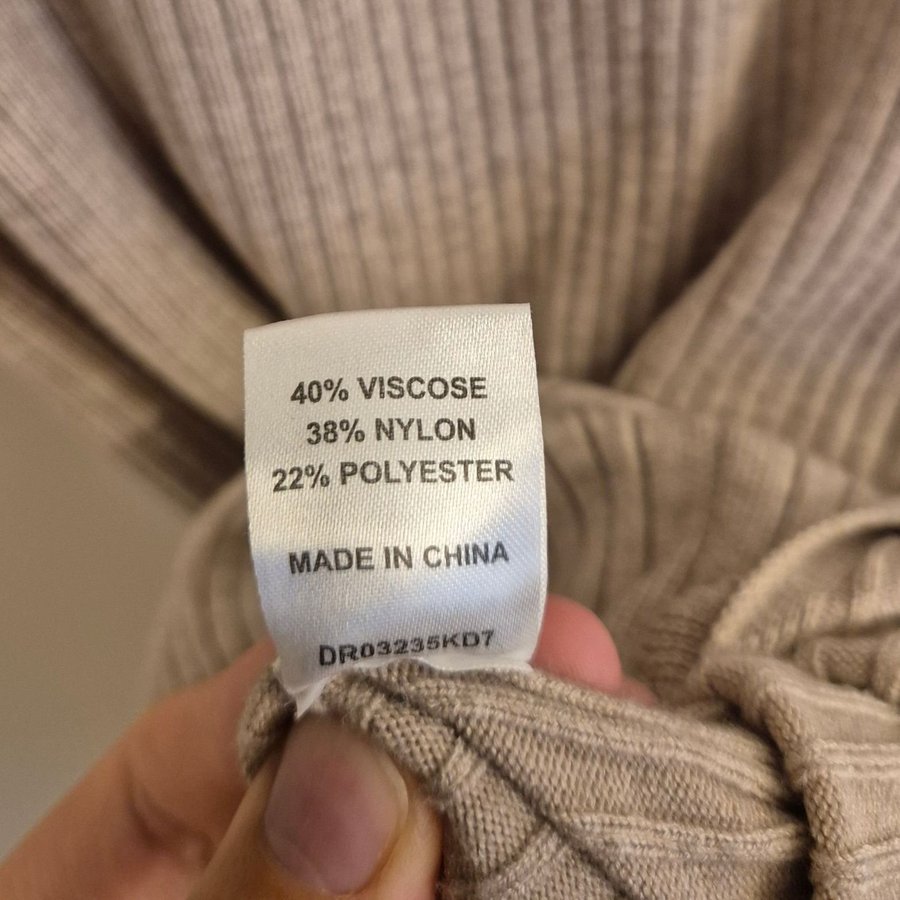 40% VISCOSE
38% NYLON
22% POLYESTER
MADE IN CHINA
DR03235KD7